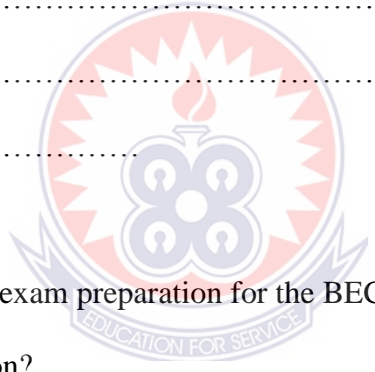 ………………………………………
………………………………………
……………
exam preparation for the BEC
on?
EDUCATION FOR SERVICE